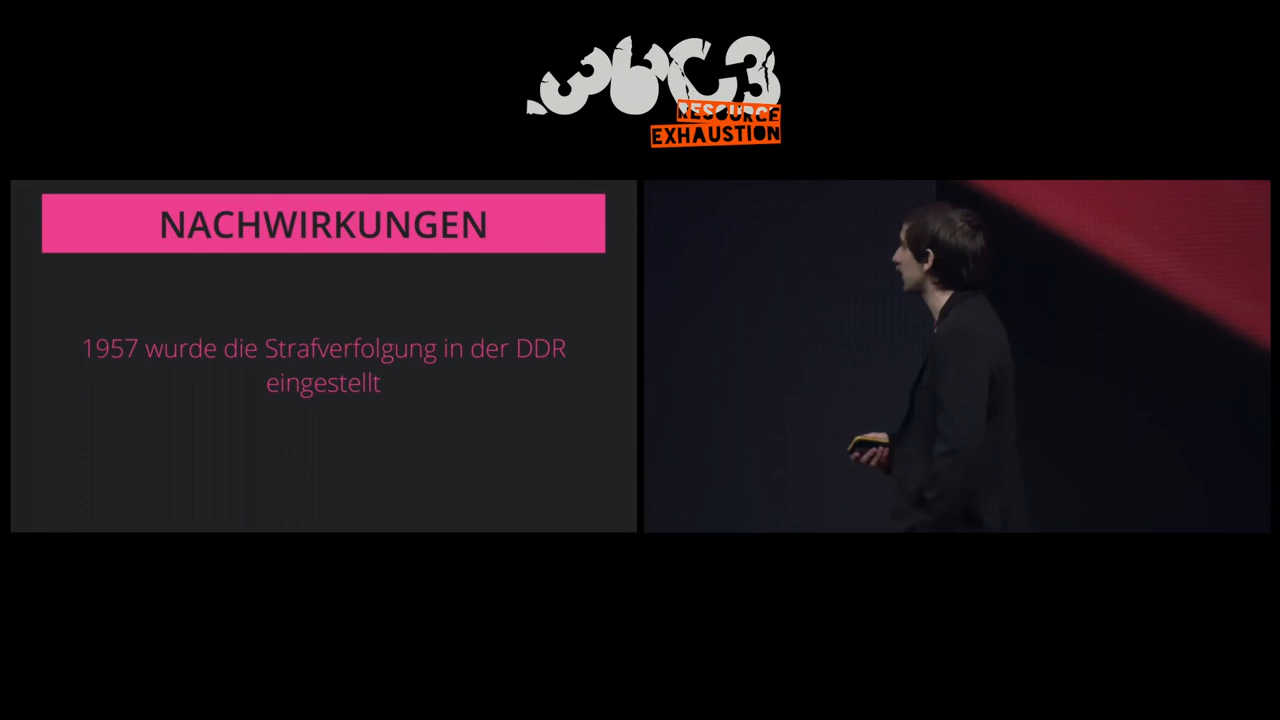 36C3
RESOURCE
EXHAUSTION
NACHWIRKUNGEN
1957 wurde die Strafverfolgung in der DDR
eingestellt